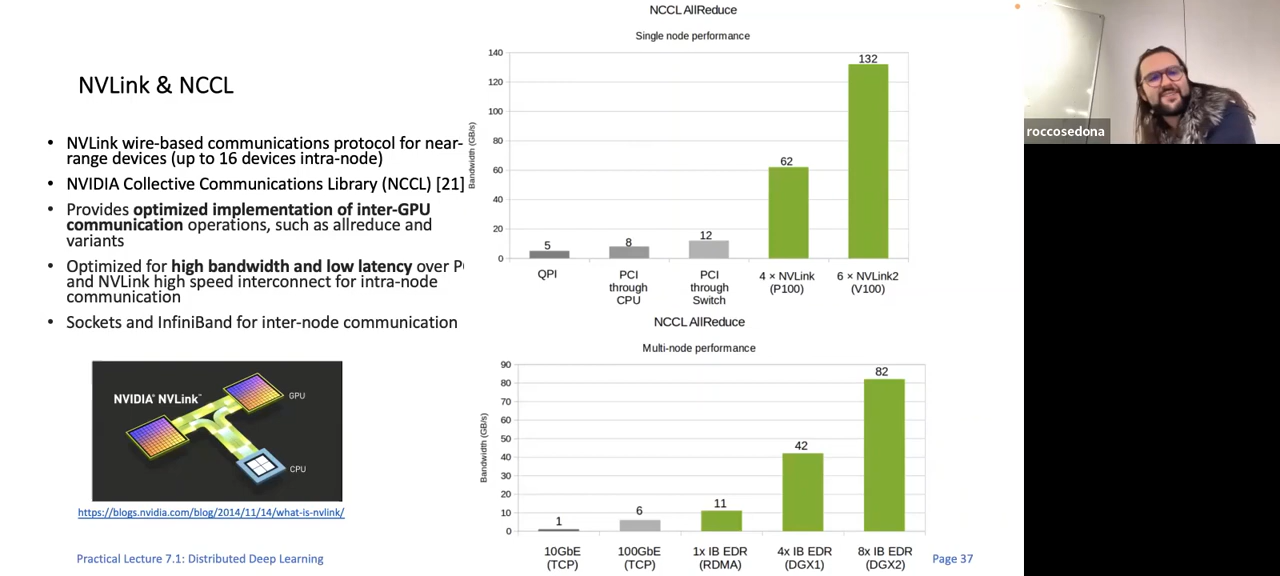 NVLink & NCCL
• NVLink wire-based communications protocol for near-
range devices (up to 16 devices intra-node)
• NVIDIA Collective Communications Library (NCCL) [21]
• Provides optimized implementation of inter-GPU
communication operations, such as allreduce and
variants
• Optimized for high bandwidth and low latency over P
and NVLink high speed interconnect for intra-node
communication
• Sockets and InfiniBand for inter-node communication
NVIDIA® NVLink™
GPU
CPU
https://blogs.nvidia.com/blog/2014/11/14/what-is-nvlink/
Practical Lecture 7.1: Distributed Deep Learning
NCCL AllReduce
Single node performance
Bandwidth (GB/s)
140
120
100
80
60
40
20
0
5
8
12
62
132
QPI
PCI through CPU
PCI through Switch
4 × NVLink (P100)
6 × NVLink2 (V100)
NCCL AllReduce
Multi-node performance
Bandwidth (GB/s)
90
80
70
60
50
40
30
20
10
0
1
6
11
42
82
10GbE (TCP)
100GbE (TCP)
1x IB EDR (RDMA)
4x IB EDR (DGX1)
8x IB EDR (DGX2)
Page 37
roccosedona